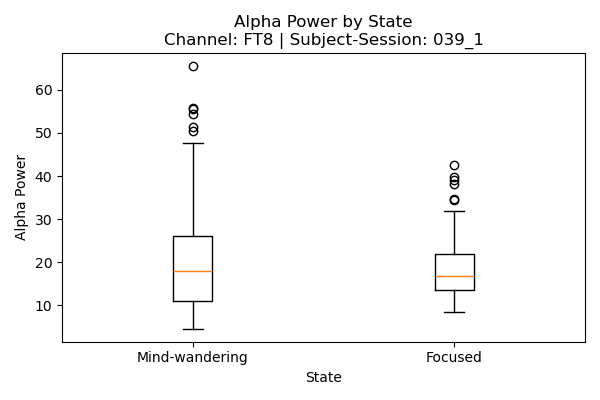 Alpha Power by State
Channel: FT8 | Subject-Session: 039_1
Alpha Power
60
50
40
30
20
10
Mind-wandering
Focused
State